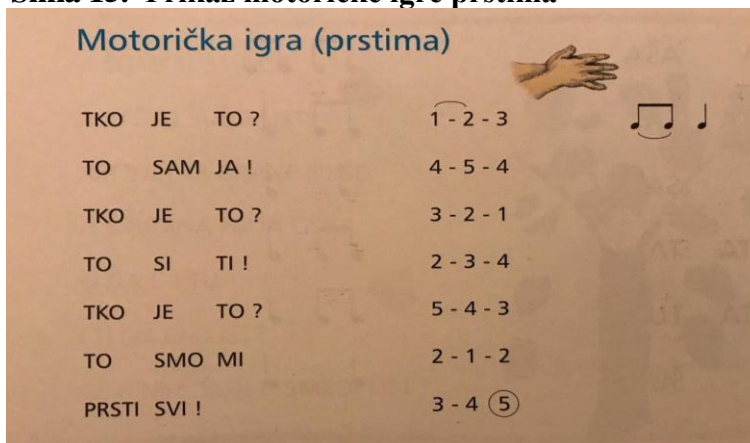 Slika 13. Prikaz motoričke igre prstima
Motorička igra (prstima)
TKO JE TO ? 1 - 2 - 3
TO SAM JA ! 4 - 5 - 4
TKO JE TO ? 3 - 2 - 1
TO SI TI ! 2 - 3 - 4
TKO JE TO ? 5 - 4 - 3
TO SMO MI 2 - 1 - 2
PRSTI SVI ! 3 - 4 5